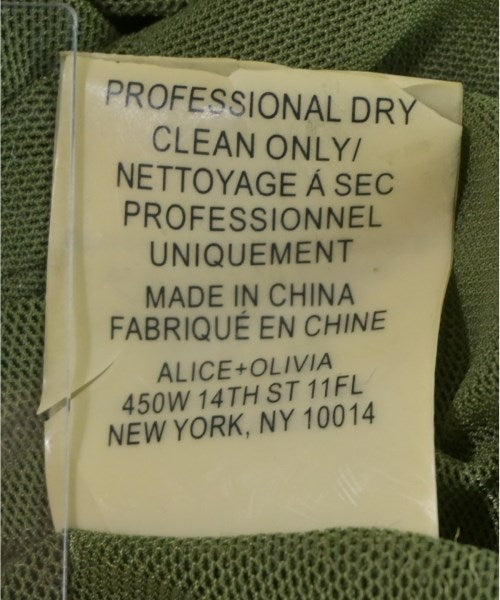 PROFESSIONAL DRY
CLEAN ONLY/
NETTOYAGE Á SEC
PROFESSIONNEL
UNIQUEMENT
MADE IN CHINA
FABRIQUÉ EN CHINE
ALICE+OLIVIA
450W 14TH ST 11FL
NEW YORK, NY 10014